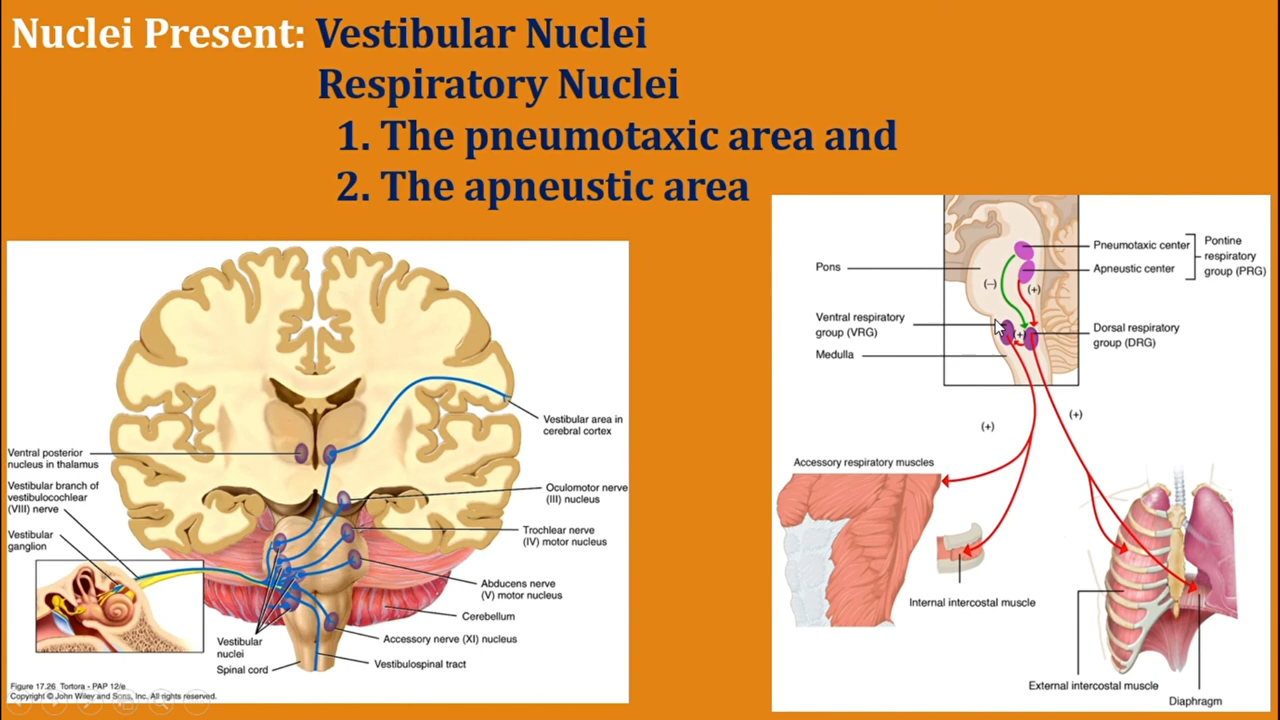 Nuclei Present: Vestibular Nuclei
Respiratory Nuclei
1. The pneumotaxic area and
2. The apneustic area
Vestibular area in
cerebral cortex
Ventral posterior
nucleus in thalamus
Vestibular branch of
vestibulocochlear
(VIII) nerve
Vestibular
ganglion
Oculomotor nerve
(III) nucleus
Trochlear nerve
(IV) motor nucleus
Abducens nerve
(V) motor nucleus
Cerebellum
Accessory nerve (XI) nucleus
Vestibular
nuclei
Spinal cord
Vestibulospinal tract
Figure 17.26 Tortora - PAP 12/e
Copyright © John Wiley and Sons, Inc. All rights reserved.
Pneumotaxic center
Apneustic center
Pontine
respiratory
group (PRG)
Pons
(−)
(+)
Ventral respiratory
group (VRG)
(+)
Dorsal respiratory
group (DRG)
Medulla
(+)
(+)
Accessory respiratory muscles
Internal intercostal muscle
External intercostal muscle
Diaphragm